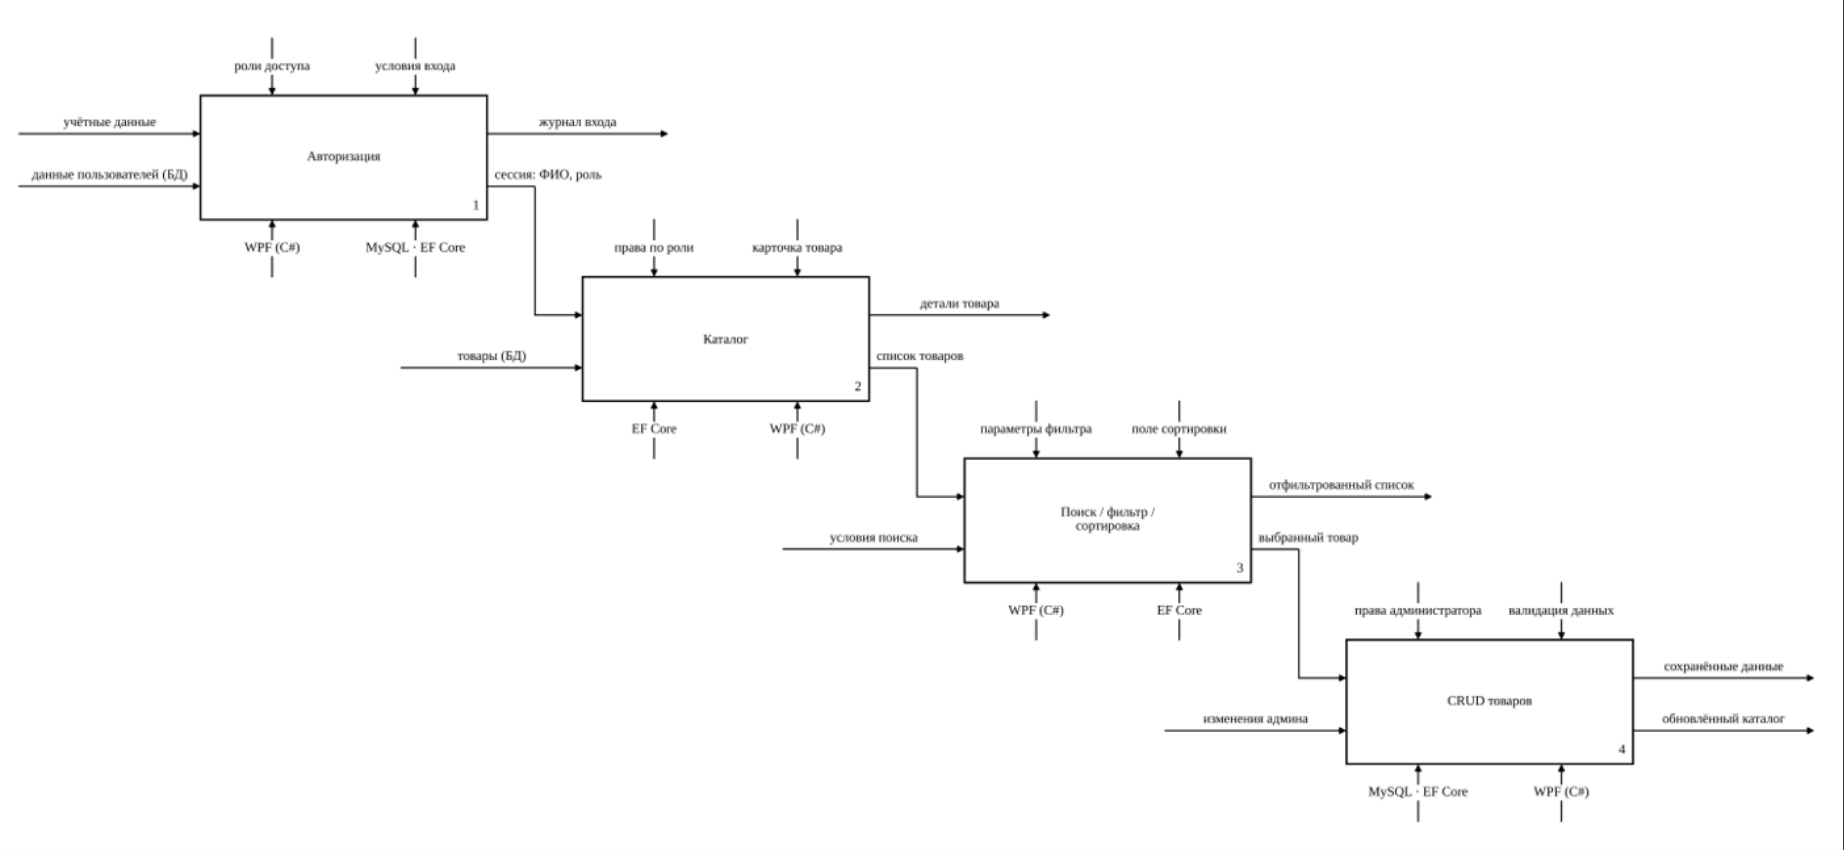 роли доступа
условия входа
учётные данные
журнал входа
Авторизация
данные пользователей (БД)
сессия: ФИО, роль
1
WPF (C#)
MySQL · EF Core
права по роли
карточка товара
детали товара
Каталог
товары (БД)
список товаров
2
EF Core
WPF (C#)
параметры фильтра
поле сортировки
отфильтрованный список
Поиск / фильтр /
сортировка
условия поиска
выбранный товар
3
WPF (C#)
EF Core
права администратора
валидация данных
сохранённые данные
CRUD товаров
изменения админа
обновлённый каталог
4
MySQL · EF Core
WPF (C#)